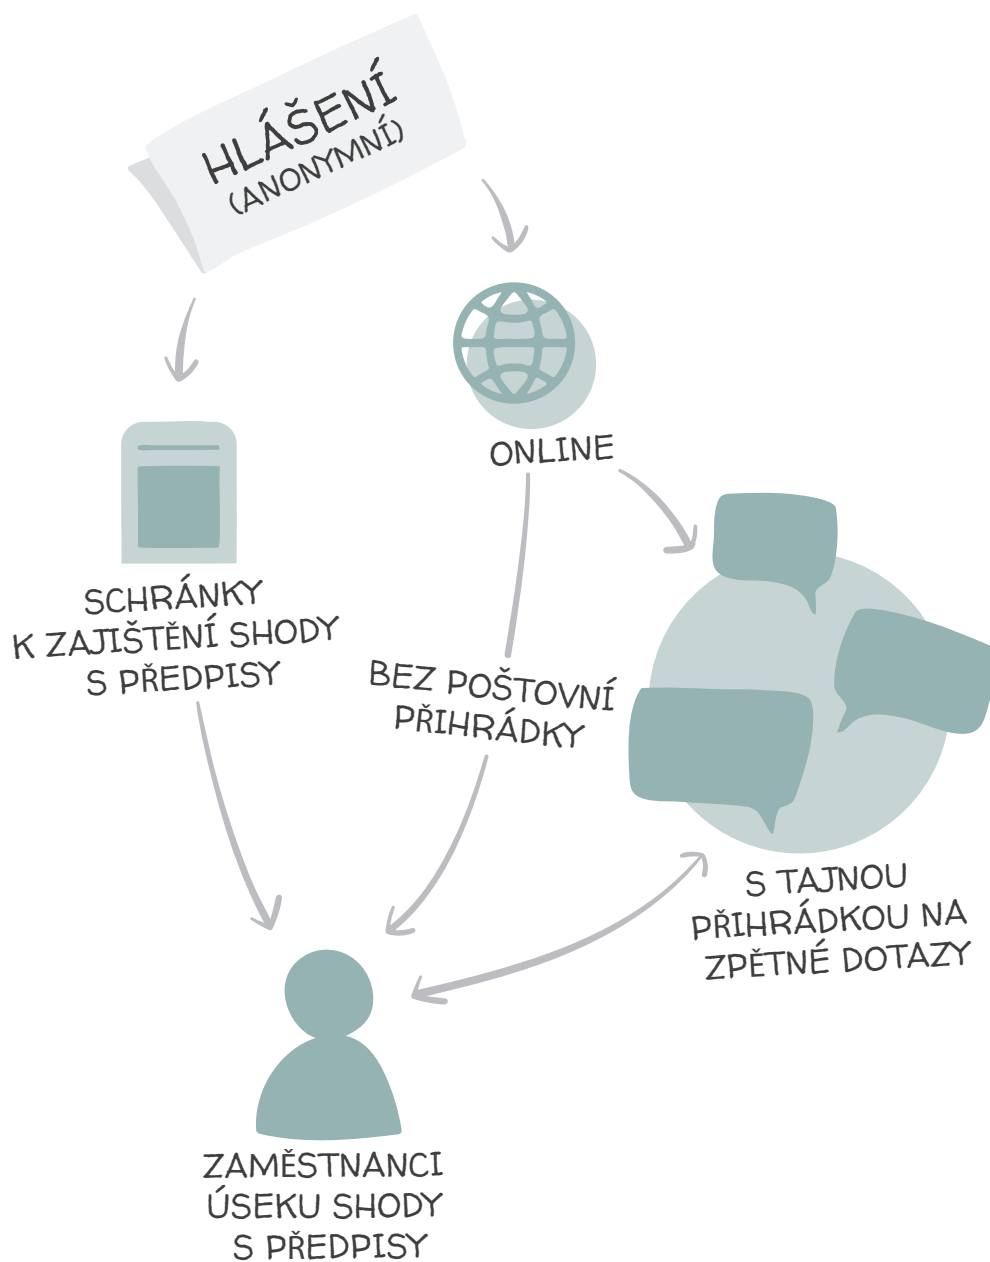 HLÁŠENÍ
(ANONYMNÍ)
ONLINE
SCHRÁNKY
K ZAJIŠTĚNÍ SHODY
S PŘEDPISY
BEZ POŠTOVNÍ
PŘIHRÁDKY
S TAJNOU
PŘIHRÁDKOU NA
ZPĚTNÉ DOTAZY
ZAMĚSTNANCI
ÚSEKU SHODY
S PŘEDPISY